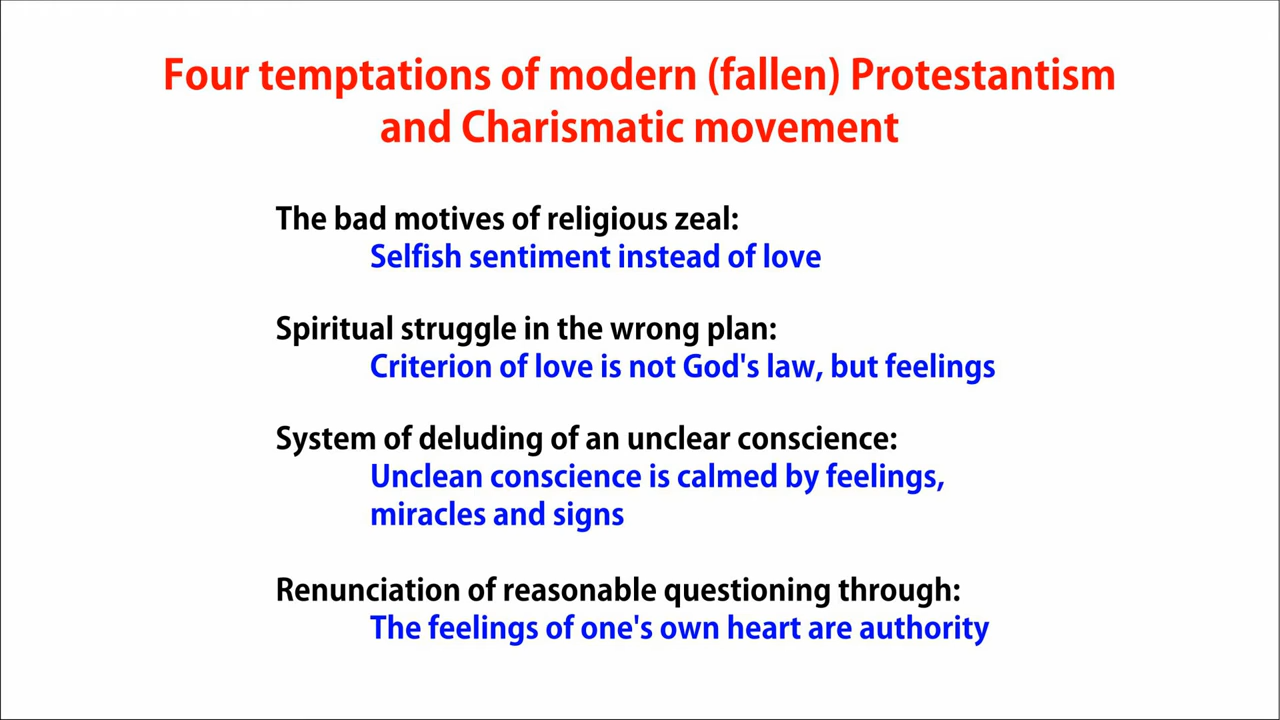 Four temptations of modern (fallen) Protestantism
and Charismatic movement
The bad motives of religious zeal:
Selfish sentiment instead of love
Spiritual struggle in the wrong plan:
Criterion of love is not God's law, but feelings
System of deluding of an unclear conscience:
Unclean conscience is calmed by feelings,
miracles and signs
Renunciation of reasonable questioning through:
The feelings of one's own heart are authority